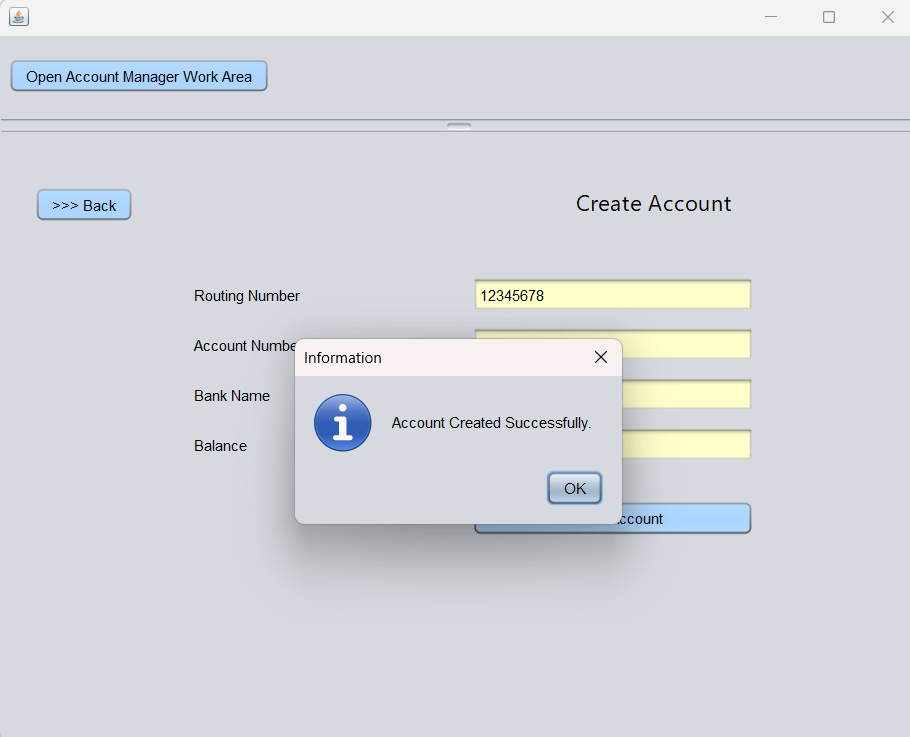 Open Account Manager Work Area
>>> Back
Create Account
Routing Number
12345678
Account Numbe
Bank Name
Balance
Information
Account Created Successfully.
OK
ccount